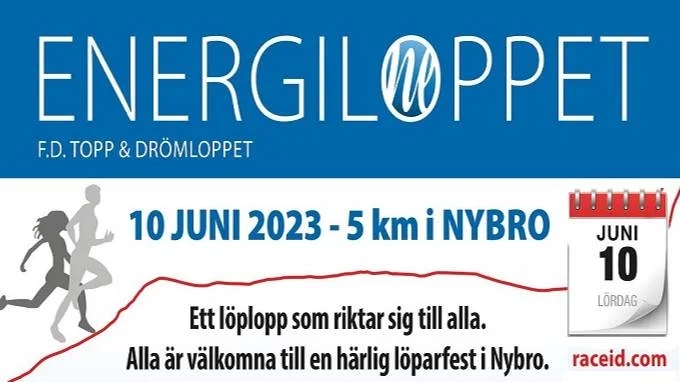 ENERGILOPPET
F.D. TOPP & DRÖMLOPPET
10 JUNI 2023 - 5 km i NYBRO
JUNI
10
LÖRDAG
Ett löplopp som riktar sig till alla.
Alla är välkomna till en härlig löparfest i Nybro.
raceid.com